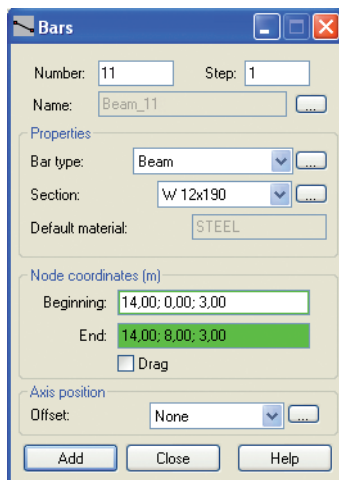 Bars
Number: 11 Step: 1
Name: Beam_11 ...
Properties
Bar type: Beam ...
Section: W 12x190 ...
Default material: STEEL
Node coordinates (m)
Beginning: 14,00; 0,00; 3,00
End: 14,00; 8,00; 3,00
Drag
Axis position
Offset: None ...
Add Close Help